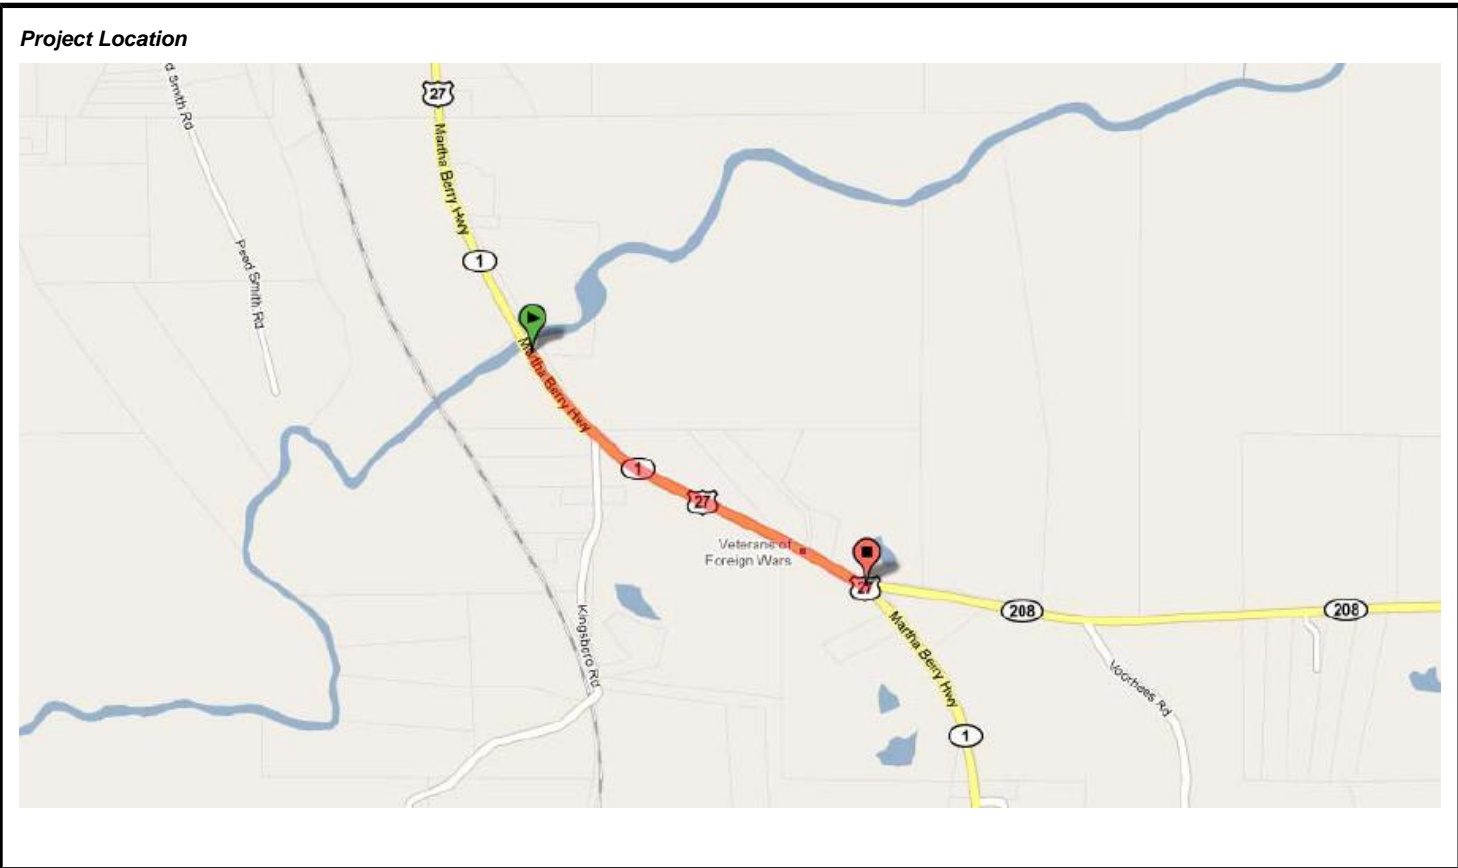 Project Location
d Smith Rd
27
Martha Berry Hwy
Reed Smith Rd
1
Martha Berry Hwy
1
27
Veterans of
Foreign Wars
27
208
208
Kingsboro Rd
Martha Berry Hwy
Voorhees Rd
1